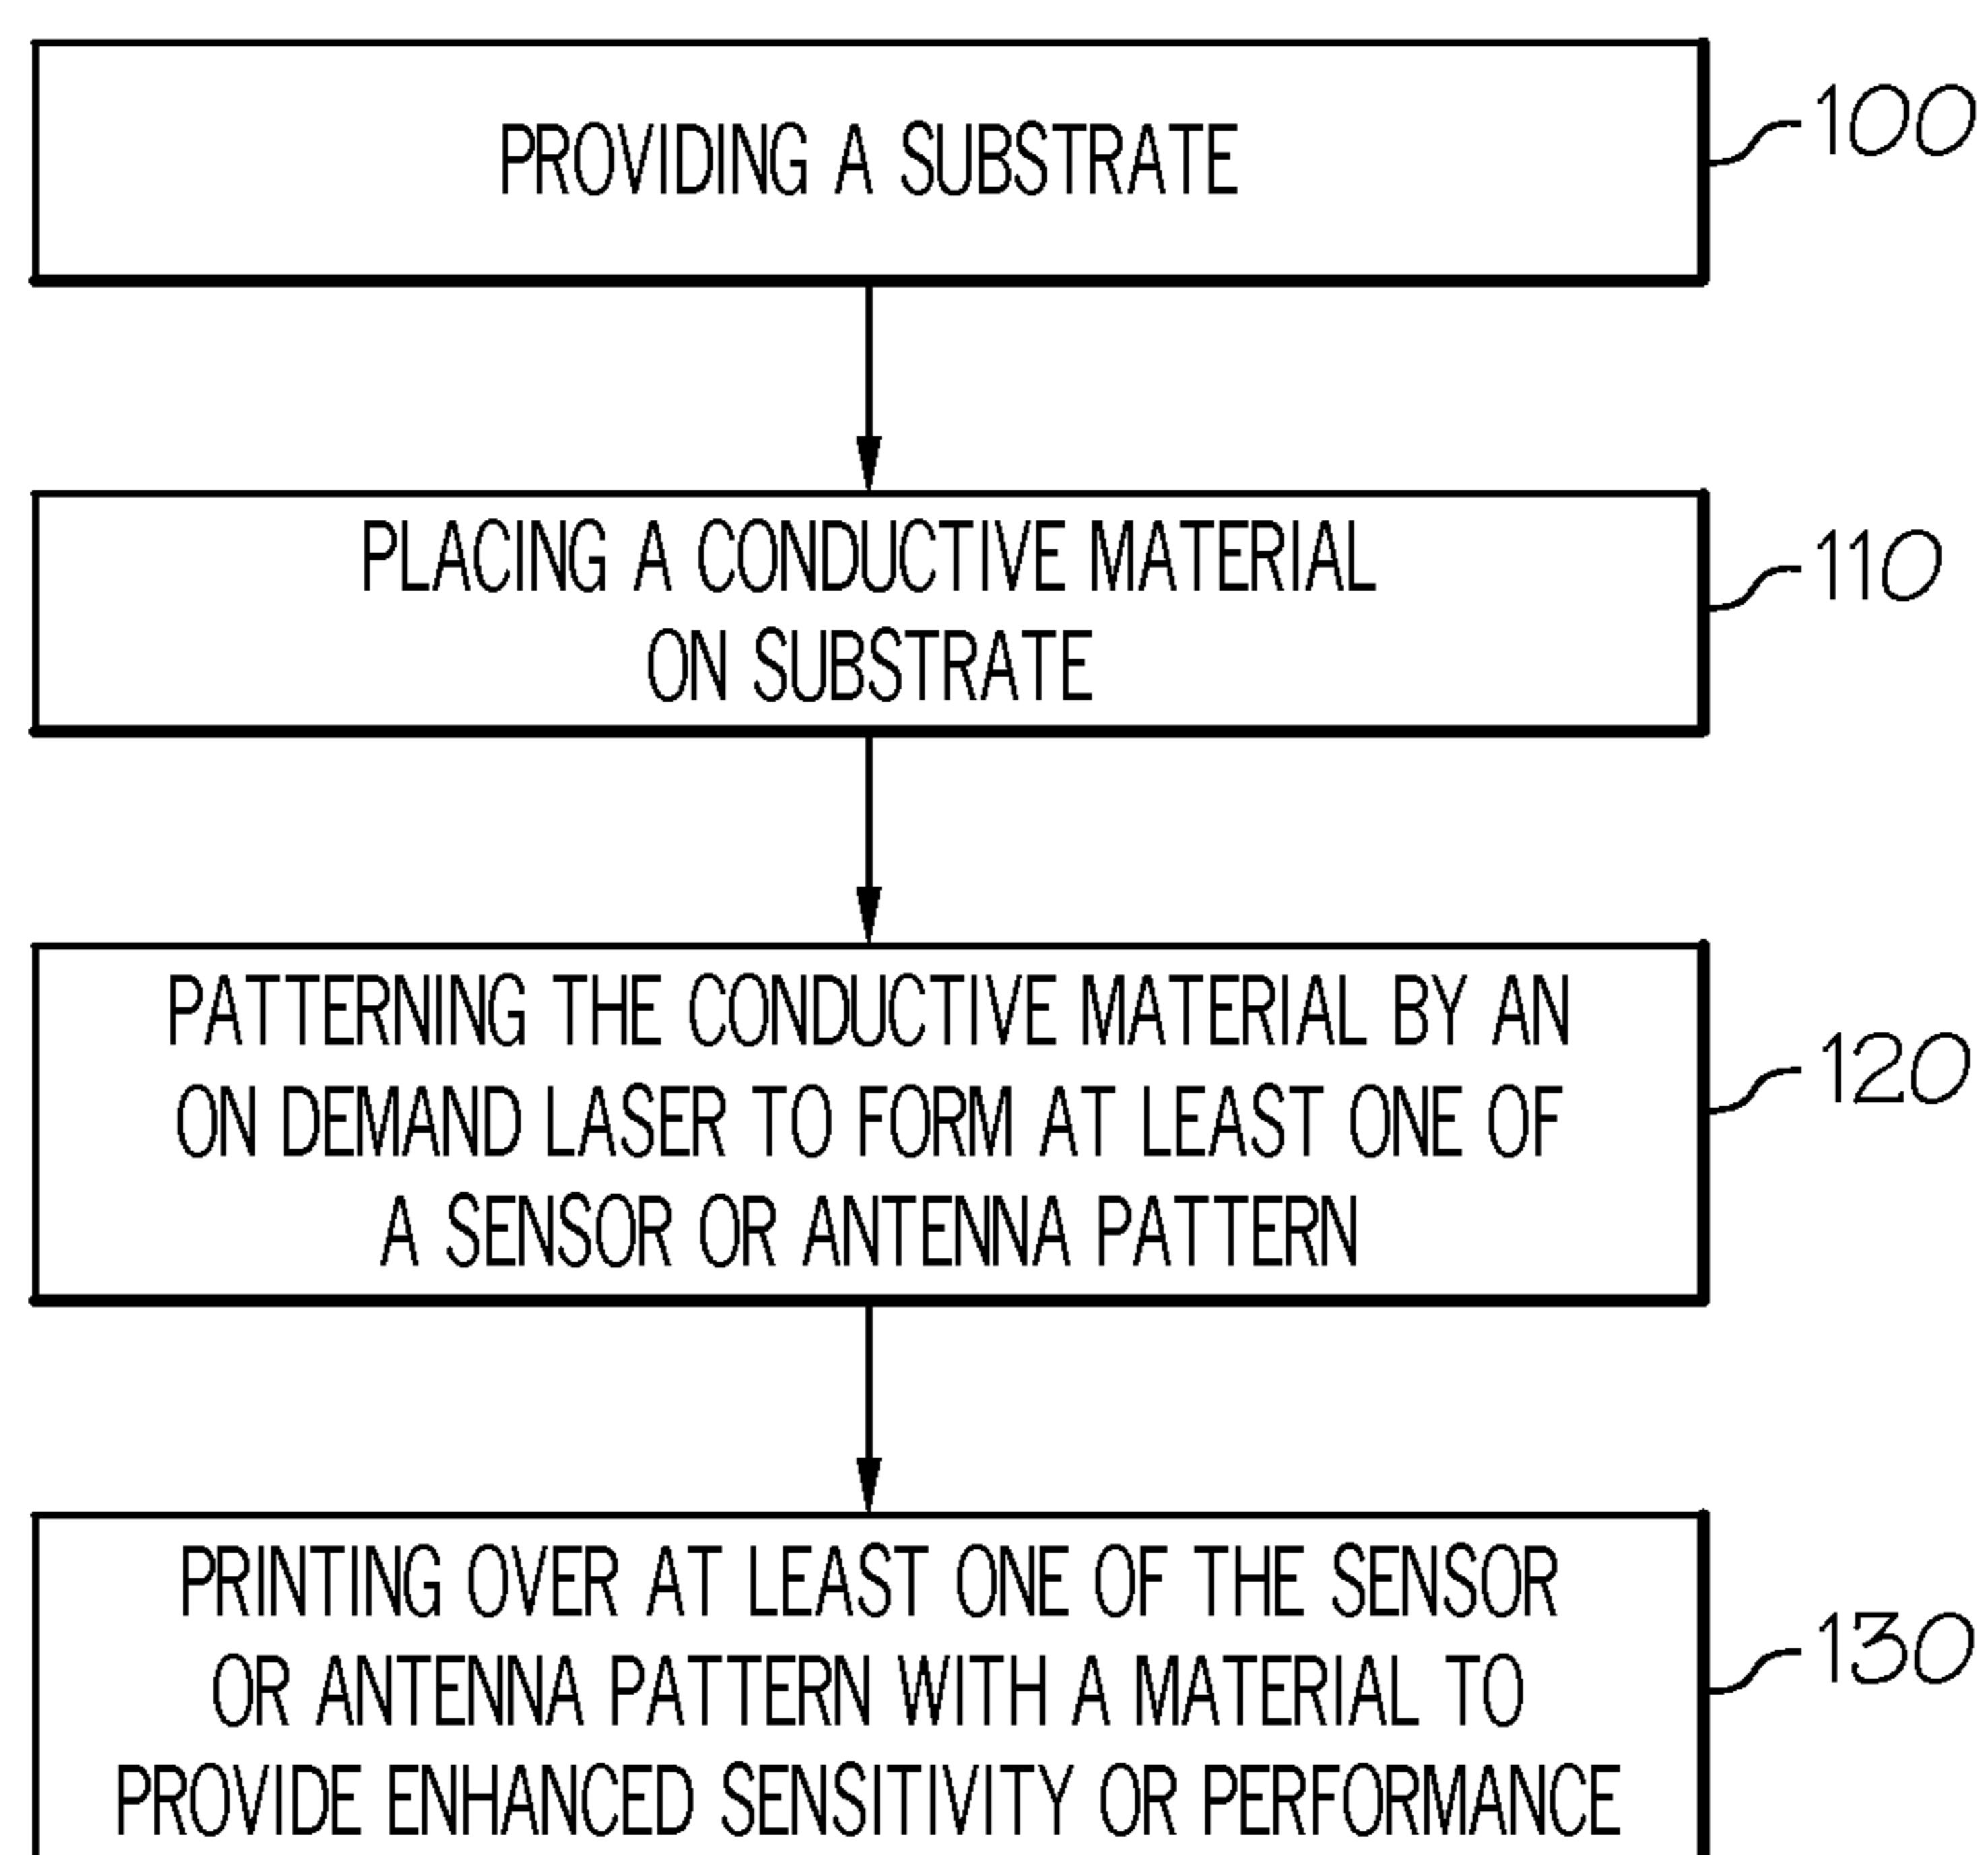 PROVIDING A SUBSTRATE
100
PLACING A CONDUCTIVE MATERIAL
ON SUBSTRATE
110
PATTERNING THE CONDUCTIVE MATERIAL BY AN
ON DEMAND LASER TO FORM AT LEAST ONE OF
A SENSOR OR ANTENNA PATTERN
120
PRINTING OVER AT LEAST ONE OF THE SENSOR
OR ANTENNA PATTERN WITH A MATERIAL TO
PROVIDE ENHANCED SENSITIVITY OR PERFORMANCE
130